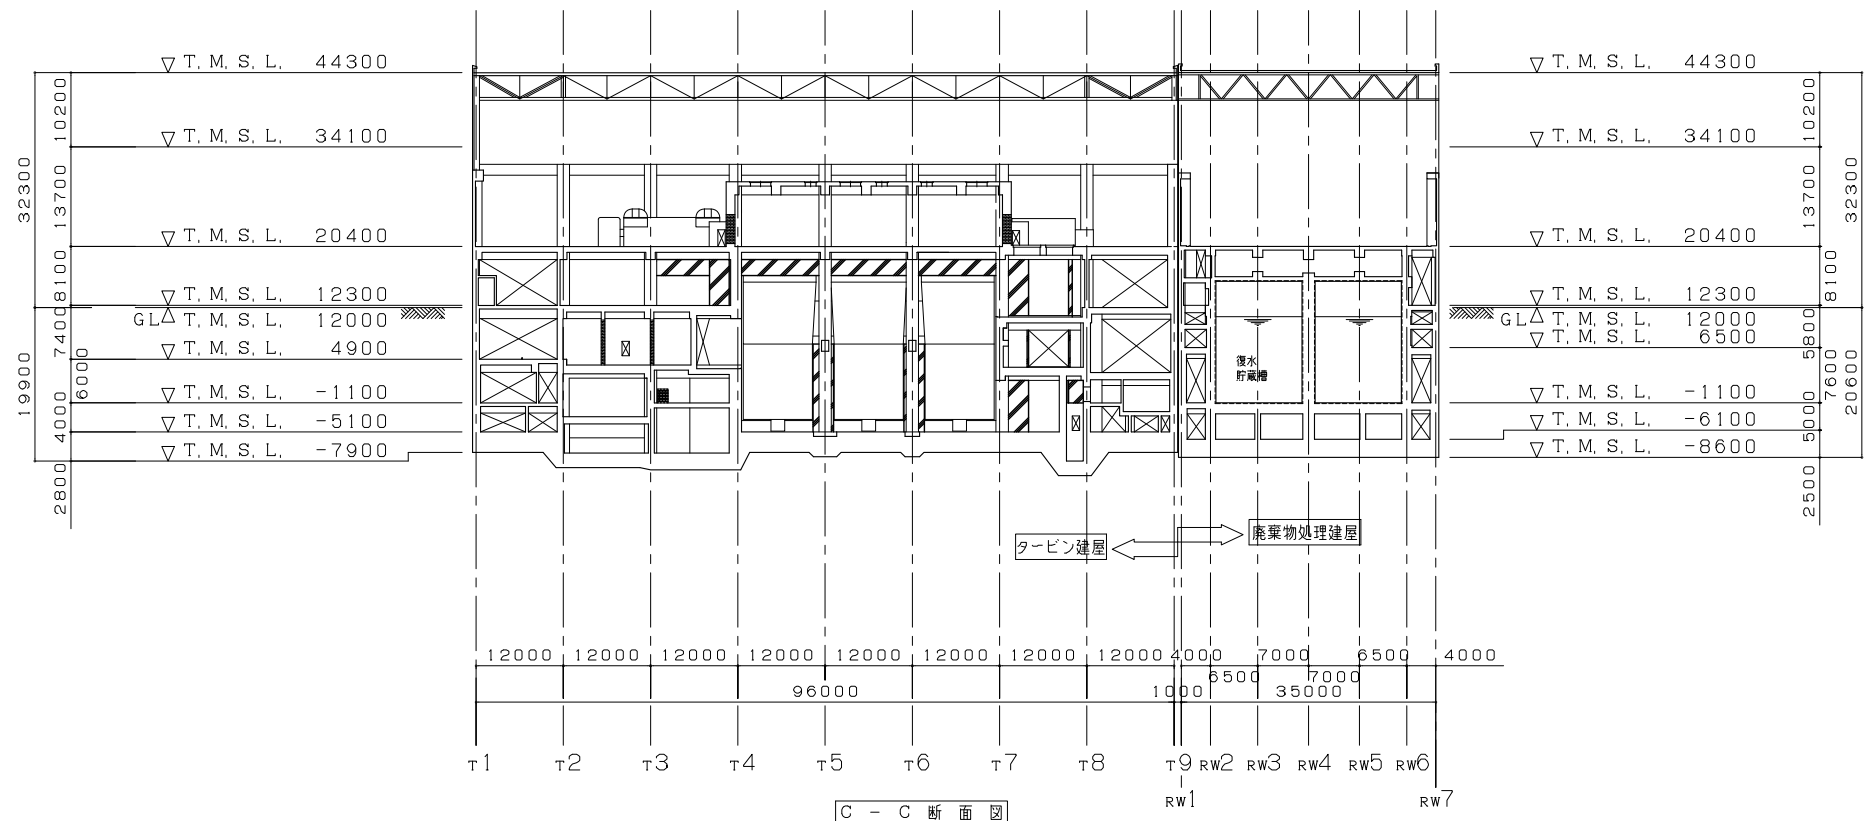 T.M.S.L. 44300
T.M.S.L. 34100
T.M.S.L. 20400
T.M.S.L. 12300
GL T.M.S.L. 12000
T.M.S.L. 4900
T.M.S.L. -1100
T.M.S.L. -5100
T.M.S.L. -7900
32300
19900
10200
13700
8100
7400
6000
4000
2800
T.M.S.L. 44300
T.M.S.L. 34100
T.M.S.L. 20400
T.M.S.L. 12300
GL T.M.S.L. 12000
T.M.S.L. 6500
T.M.S.L. -1100
T.M.S.L. -6100
T.M.S.L. -8600
10200
13700
8100
5800
7600
5000
2500
32300
20600
復水
貯蔵槽
タービン建屋
廃棄物処理建屋
12000 12000 12000 12000 12000 12000 12000 12000 4000 7000 6500 4000
6500 7000
96000 1000 35000
T1 T2 T3 T4 T5 T6 T7 T8 T9 RW2 RW3 RW4 RW5 RW6
RW1 RW7
C - C 断面図